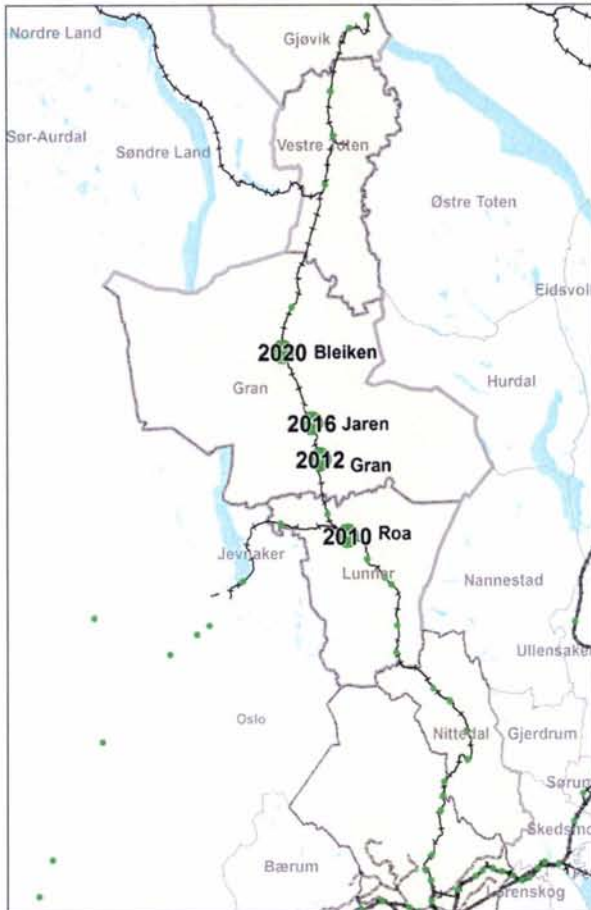 Nordre Land
Gjøvik
Sør-Aurdal
Søndre Land
Vestre Toten
Østre Toten
Eidsvoll
2020 Bleiken
Gran
Hurdal
2016 Jaren
2012 Gran
2010 Roa
Jevnaker
Lunner
Nannestad
Ullensaker
Oslo
Nittedal
Gjerdrum
Sørum
Skedsmo
Bærum
Lørenskog